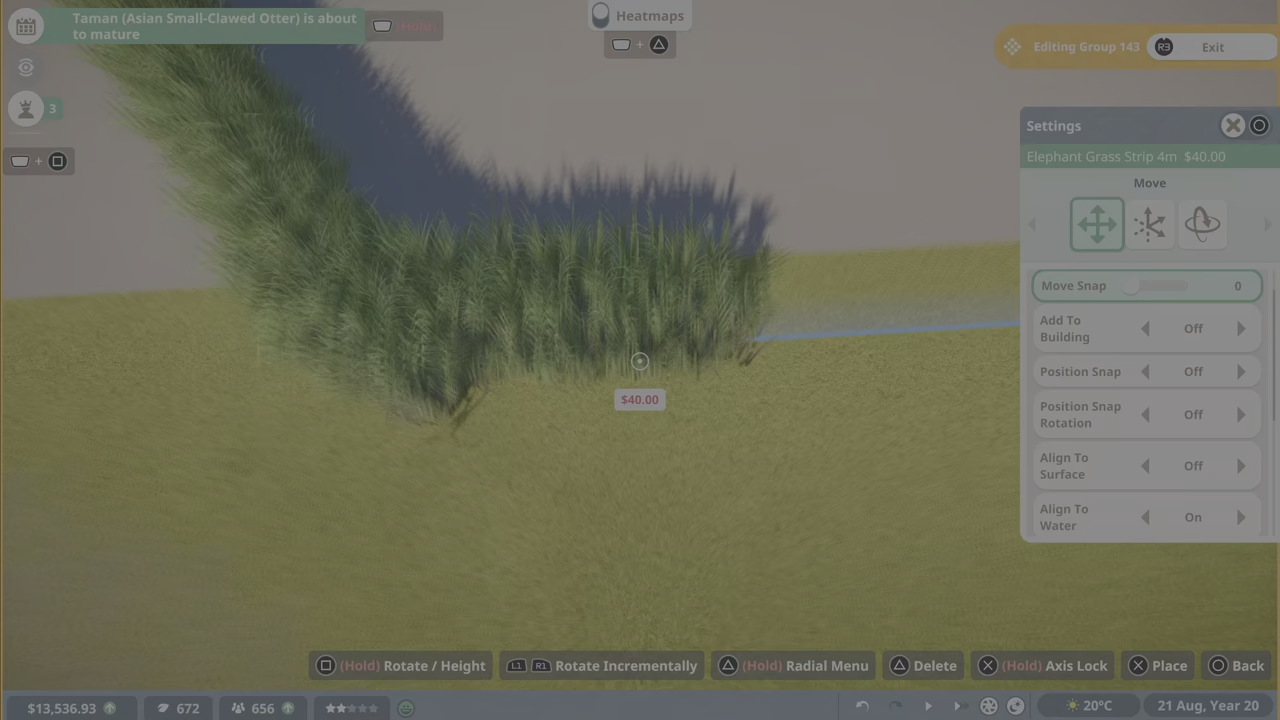 Taman (Asian Small-Clawed Otter) is about
to mature
(Hold)
Heatmaps
+
Editing Group 143
R3
Exit
3
+
Settings
Elephant Grass Strip 4m $40.00
Move
Move Snap 0
Add To
Building
Off
Position Snap Off
Position Snap
Rotation
Off
Align To
Surface
Off
Align To
Water
On
$40.00
(Hold) Rotate / Height
L1 R1 Rotate Incrementally
(Hold) Radial Menu
Delete
(Hold) Axis Lock
Place
Back
$13,536.93
672
656
20°C
21 Aug, Year 20